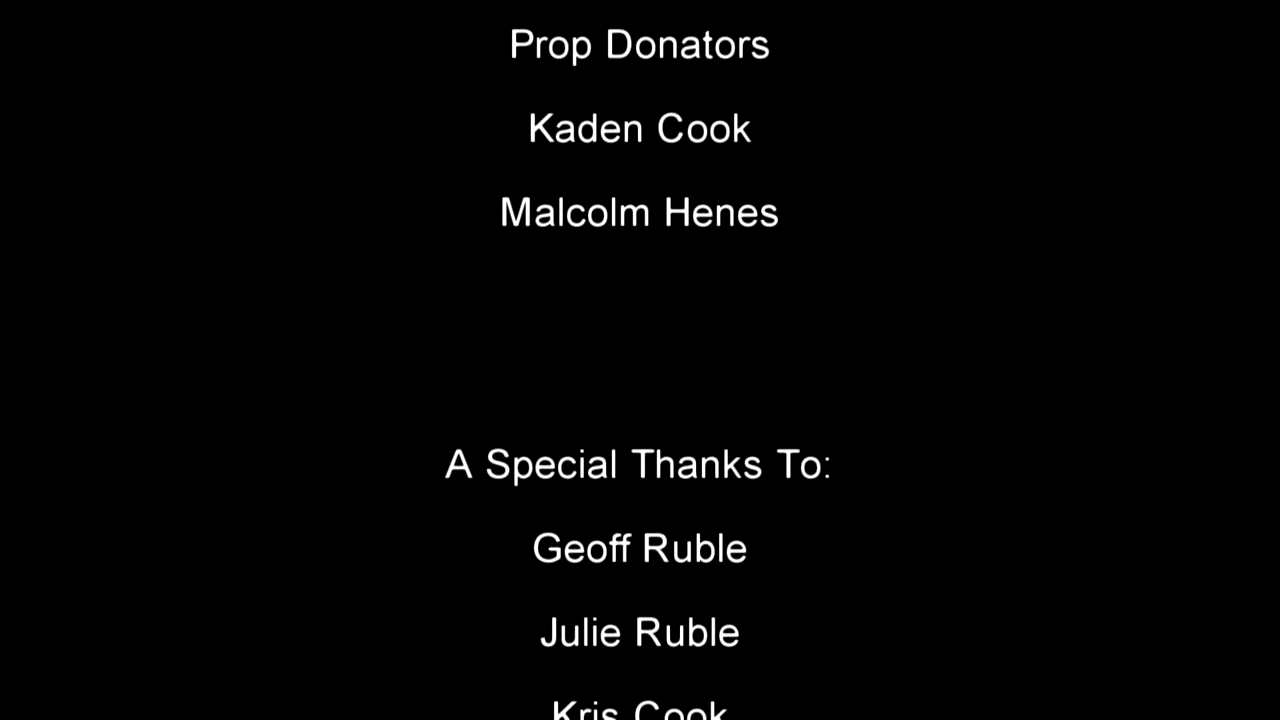 Prop Donators
Kaden Cook
Malcolm Henes
A Special Thanks To:
Geoff Ruble
Julie Ruble
Kris Cook